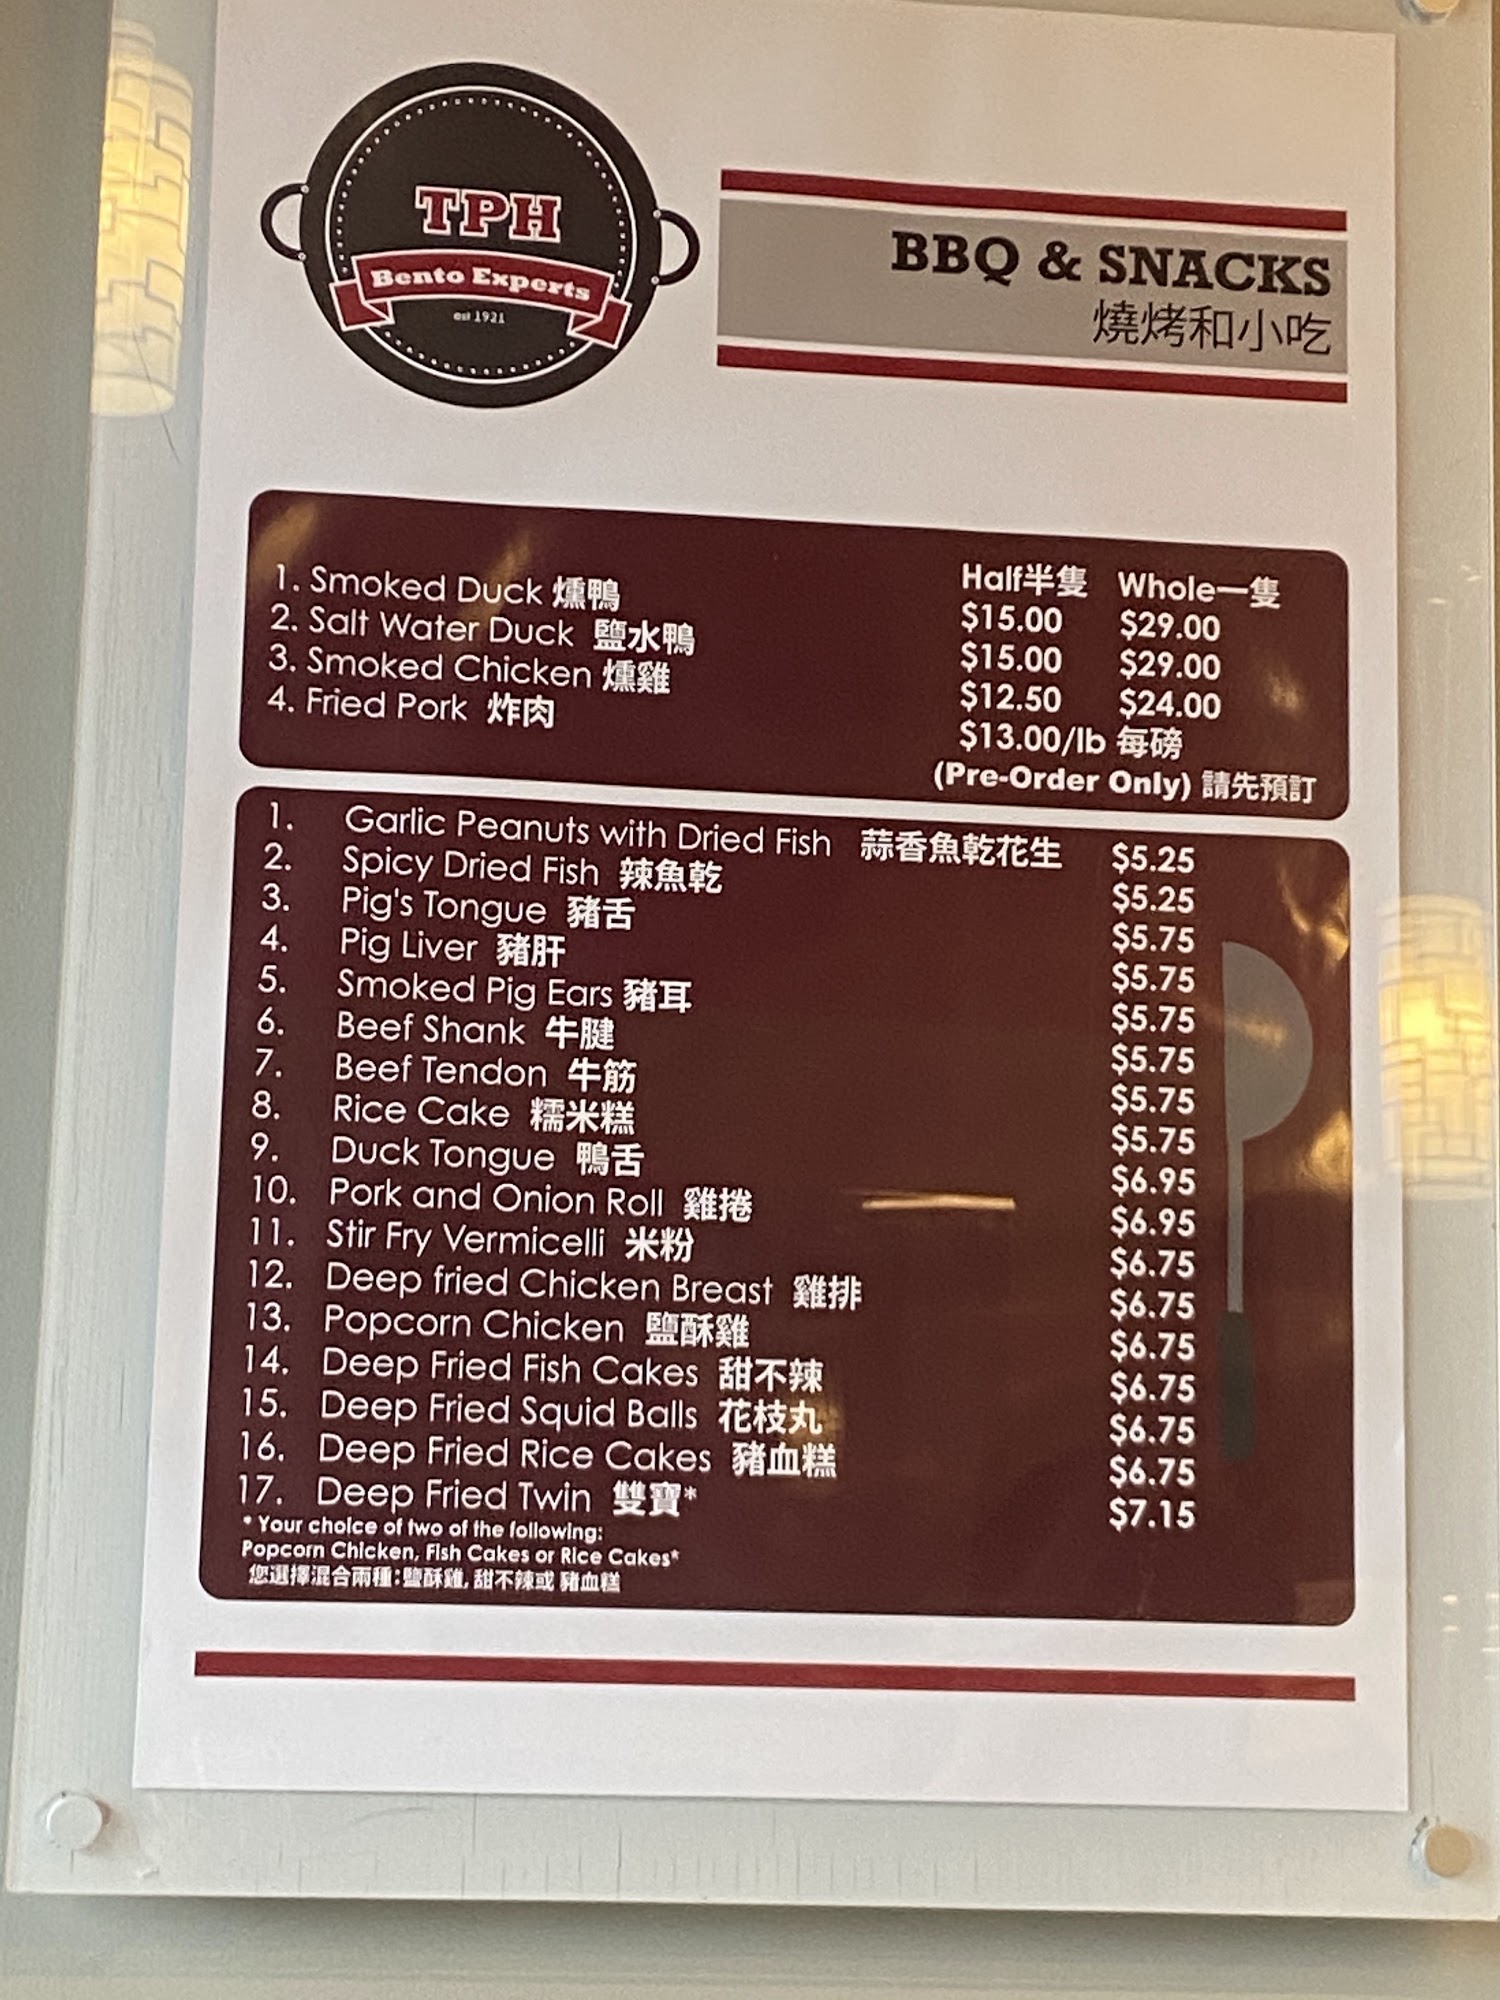 TPH
Bento Experts
est 1921
BBQ & SNACKS
燒烤和小吃
Half半隻 Whole一隻
1. Smoked Duck 燻鴨 $15.00 $29.00
2. Salt Water Duck 鹽水鴨 $15.00 $29.00
3. Smoked Chicken 燻雞 $12.50 $24.00
4. Fried Pork 炸肉 $13.00/lb 每磅
(Pre-Order Only) 請先預訂
1. Garlic Peanuts with Dried Fish 蒜香魚乾花生 $5.25
2. Spicy Dried Fish 辣魚乾 $5.25
3. Pig's Tongue 豬舌 $5.75
4. Pig Liver 豬肝 $5.75
5. Smoked Pig Ears 豬耳 $5.75
6. Beef Shank 牛腱 $5.75
7. Beef Tendon 牛筋 $5.75
8. Rice Cake 糯米糕 $5.75
9. Duck Tongue 鴨舌 $6.95
10. Pork and Onion Roll 雞捲 $6.95
11. Stir Fry Vermicelli 米粉 $6.75
12. Deep fried Chicken Breast 雞排 $6.75
13. Popcorn Chicken 鹽酥雞 $6.75
14. Deep Fried Fish Cakes 甜不辣 $6.75
15. Deep Fried Squid Balls 花枝丸 $6.75
16. Deep Fried Rice Cakes 豬血糕 $6.75
17. Deep Fried Twin 雙寶* $7.15
* Your choice of two of the following:
Popcorn Chicken, Fish Cakes or Rice Cakes*
您選擇混合兩種:鹽酥雞, 甜不辣或 豬血糕